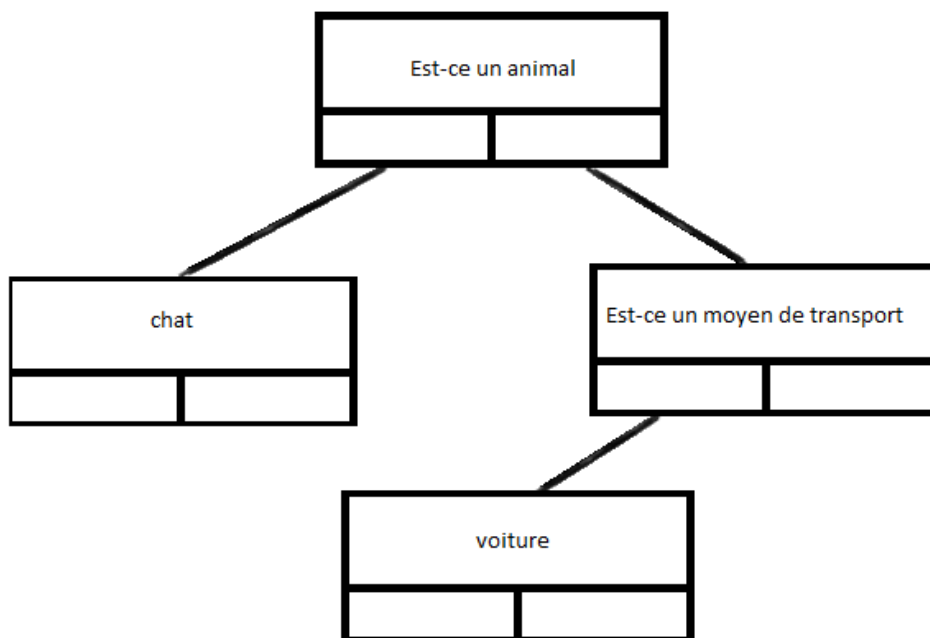 Est-ce un animal
chat
Est-ce un moyen de transport
voiture